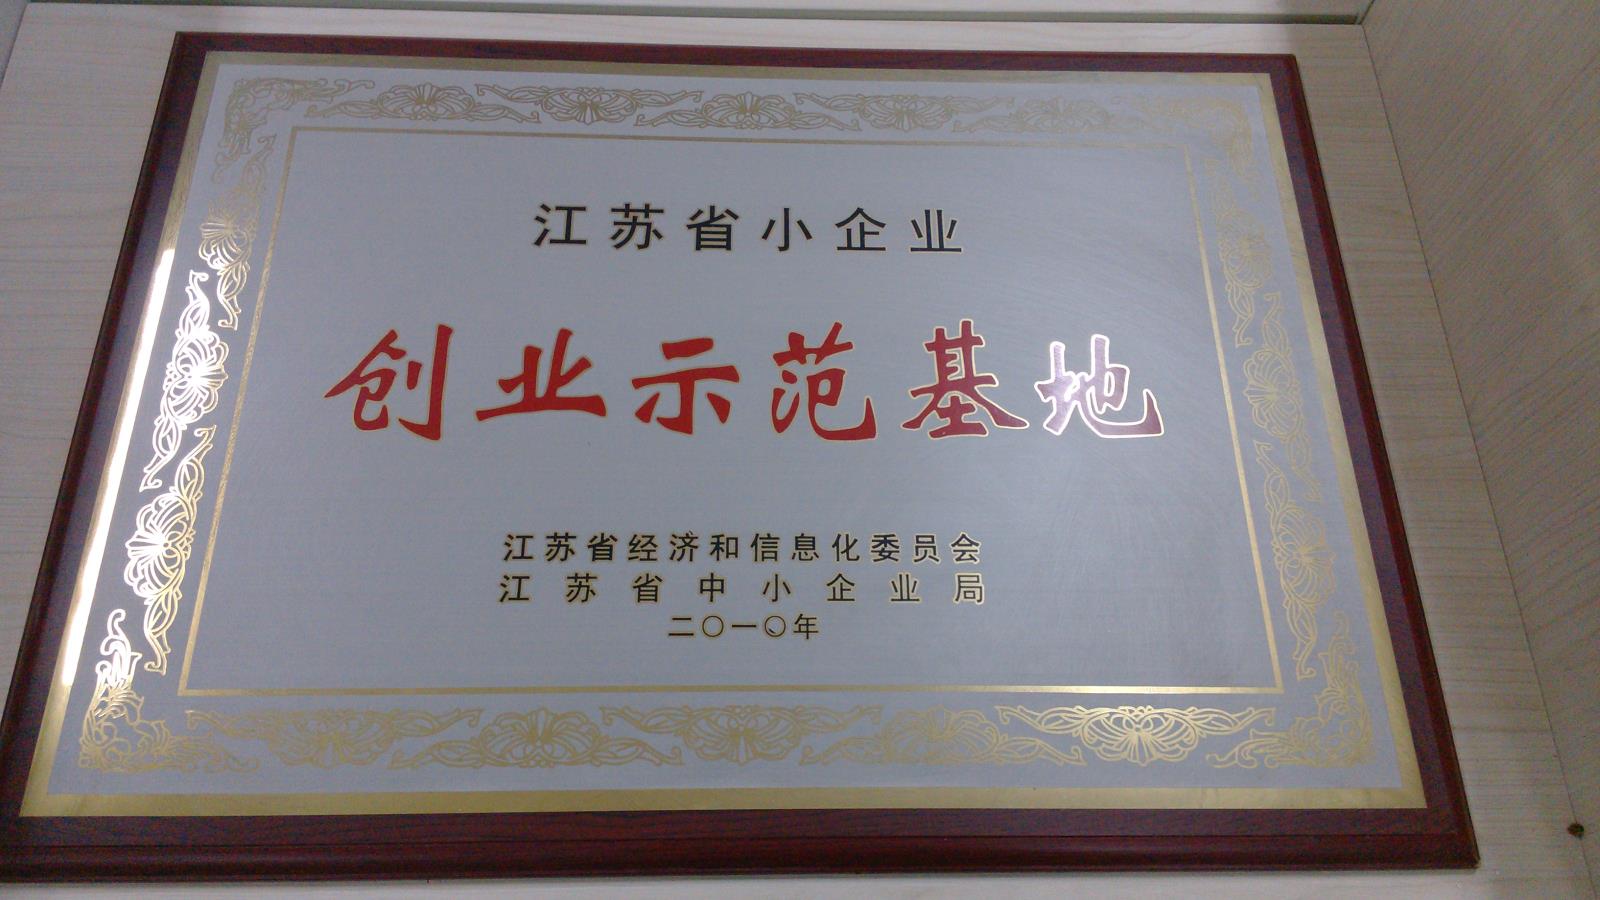 江苏省小企业
创业示范基地
江苏省经济和信息化委员会
江苏省中小企业局
二〇一〇年